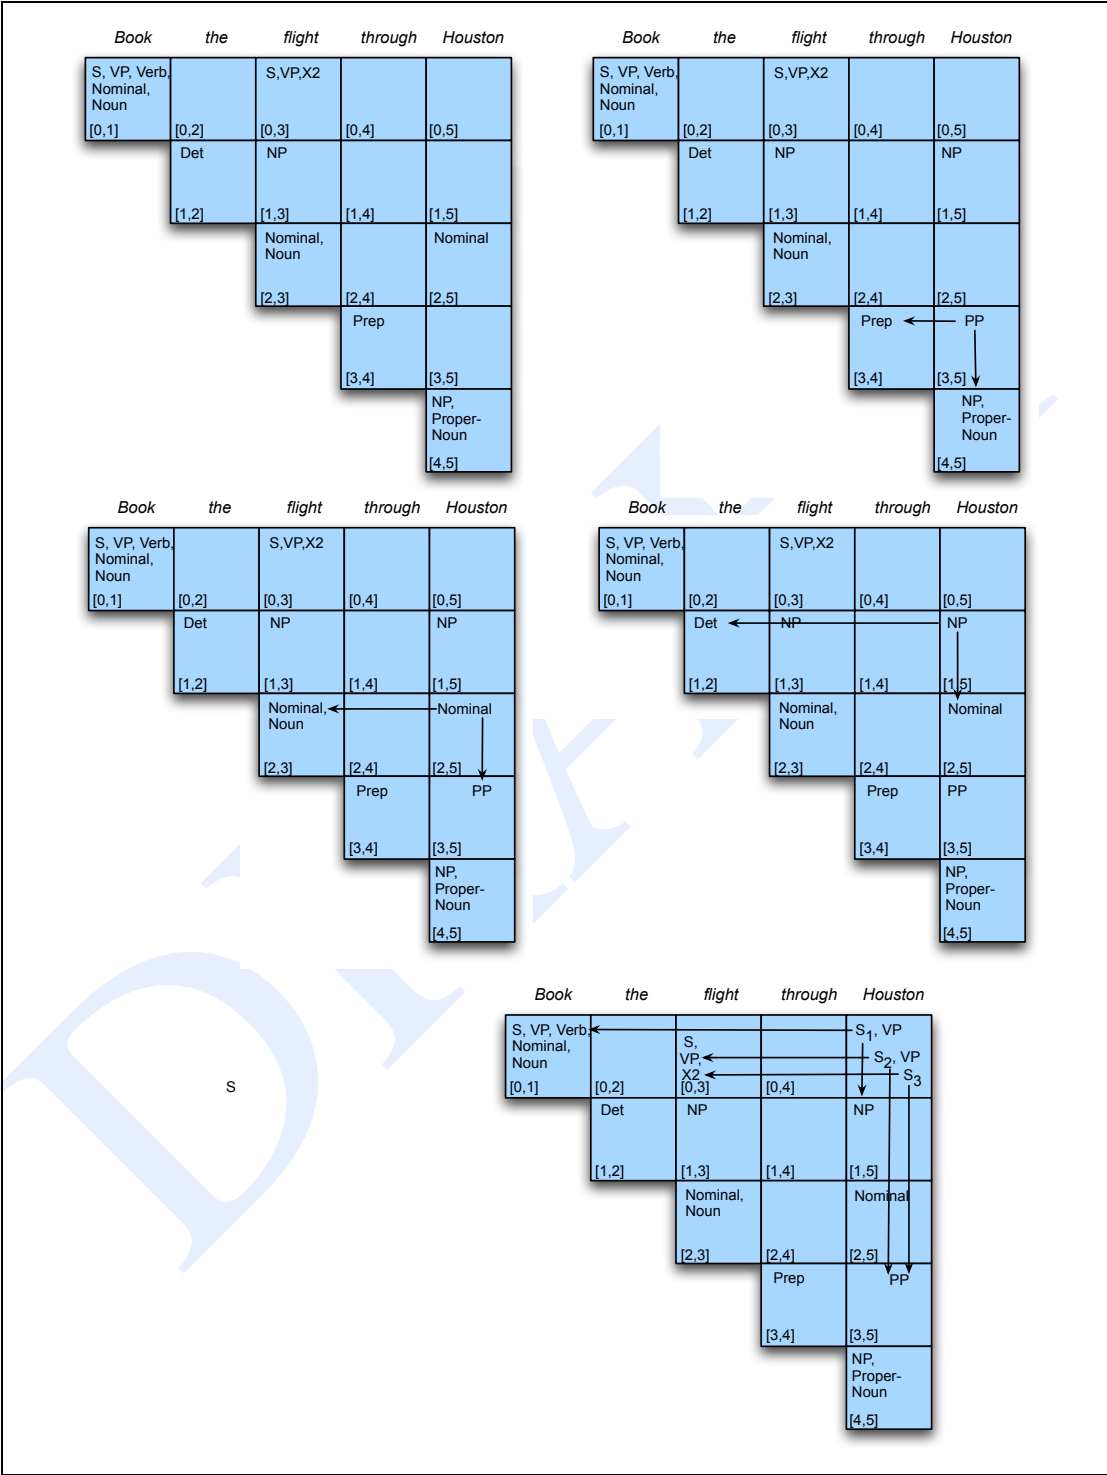 Book the flight through Houston
S, VP, Verb, Nominal, Noun [0,1] [0,2] S,VP,X2 [0,3] [0,4] [0,5]
Det [1,2] NP [1,3] [1,4] [1,5]
Nominal, Noun [2,3] [2,4] Nominal [2,5]
Prep [3,4] [3,5]
NP, Proper-Noun [4,5]
Book the flight through Houston
S, VP, Verb, Nominal, Noun [0,1] [0,2] S,VP,X2 [0,3] [0,4] [0,5]
Det [1,2] NP [1,3] [1,4] NP [1,5]
Nominal, Noun [2,3] [2,4] [2,5]
Prep [3,4] PP [3,5]
NP, Proper-Noun [4,5]
Book the flight through Houston
S, VP, Verb, Nominal, Noun [0,1] [0,2] S,VP,X2 [0,3] [0,4] [0,5]
Det [1,2] NP [1,3] [1,4] NP [1,5]
Nominal, Noun [2,3] [2,4] Nominal [2,5]
Prep [3,4] PP [3,5]
NP, Proper-Noun [4,5]
Book the flight through Houston
S, VP, Verb, Nominal, Noun [0,1] [0,2] S,VP,X2 [0,3] [0,4] [0,5]
Det [1,2] NP [1,3] [1,4] NP [1,5]
Nominal, Noun [2,3] [2,4] Nominal [2,5]
Prep [3,4] PP [3,5]
NP, Proper-Noun [4,5]
Book the flight through Houston
S, VP, Verb, Nominal, Noun [0,1] [0,2] S, VP, X2 [0,3] [0,4] S1, VP S2, VP S3
Det [1,2] NP [1,3] [1,4] NP [1,5]
S
Nominal, Noun [2,3] [2,4] Nominal [2,5]
Prep [3,4] PP [3,5]
NP, Proper-Noun [4,5]